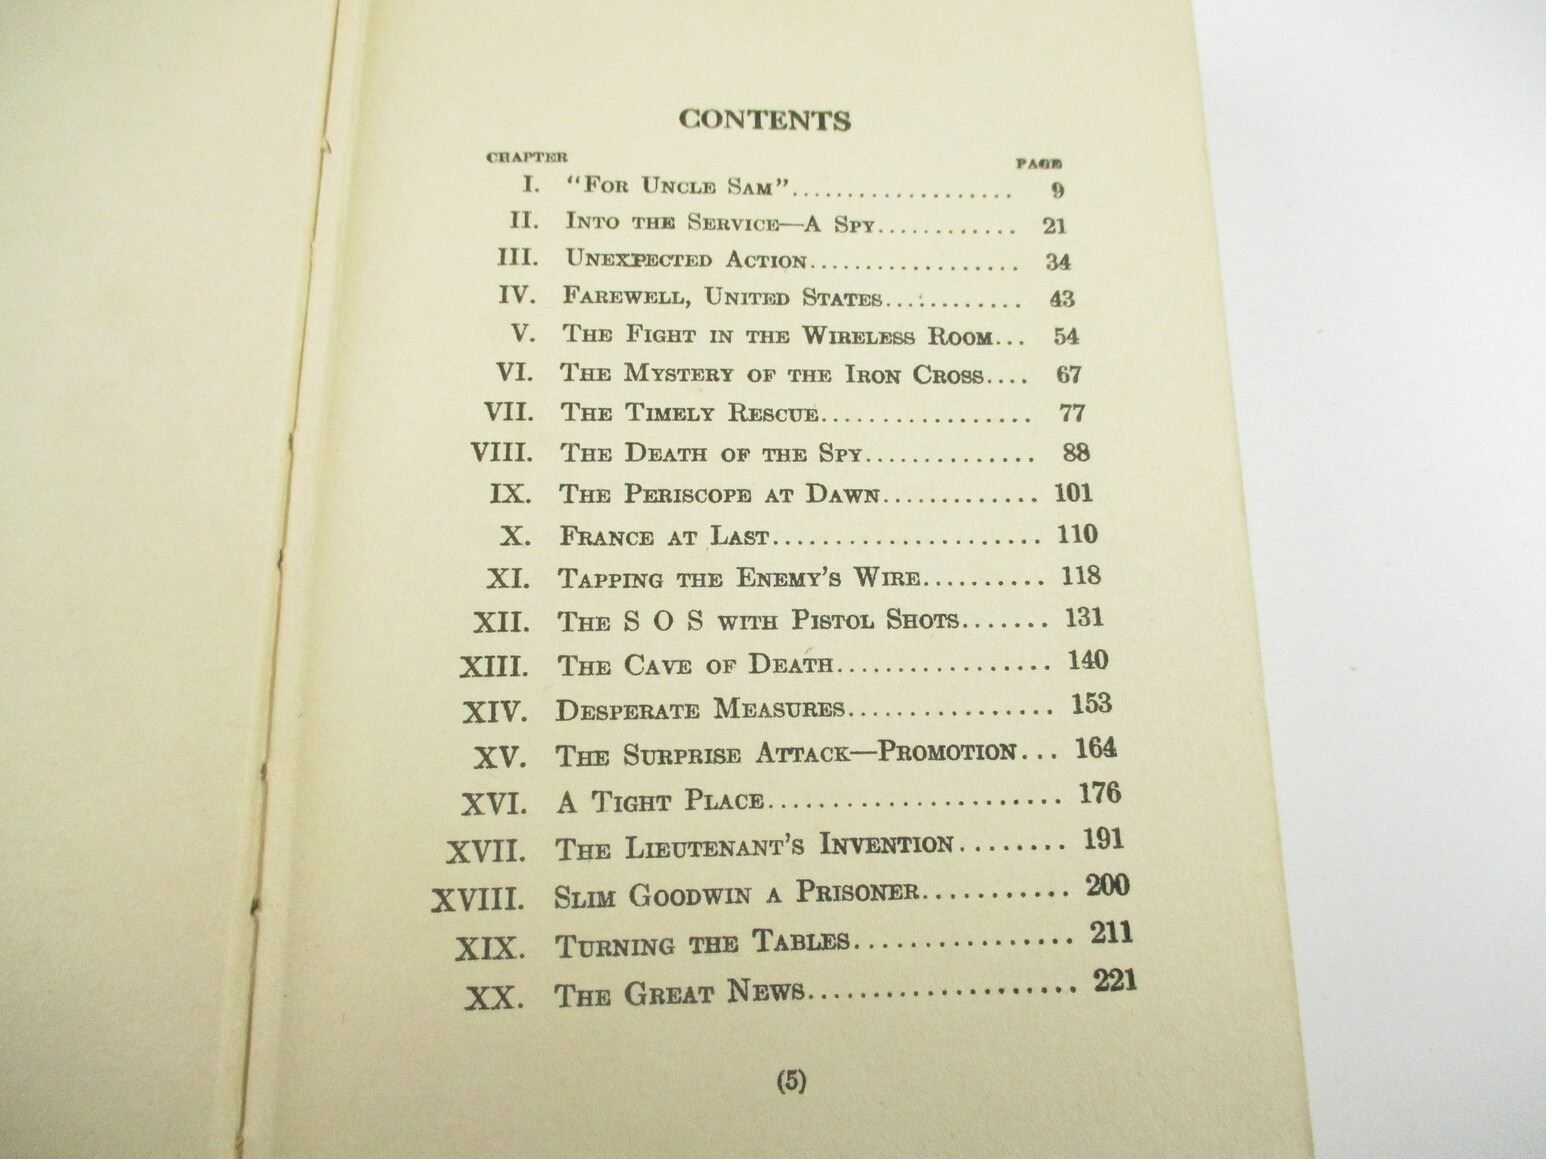 CONTENTS
CHAPTER PAGE
I. "For Uncle Sam".................... 9
II. Into the Service—A Spy............ 21
III. Unexpected Action.................. 34
IV. Farewell, United States............ 43
V. The Fight in the Wireless Room... 54
VI. The Mystery of the Iron Cross.... 67
VII. The Timely Rescue.................. 77
VIII. The Death of the Spy.............. 88
IX. The Periscope at Dawn............. 101
X. France at Last...................... 110
XI. Tapping the Enemy's Wire.......... 118
XII. The S O S with Pistol Shots....... 131
XIII. The Cave of Death.................. 140
XIV. Desperate Measures................ 153
XV. The Surprise Attack—Promotion... 164
XVI. A Tight Place........................ 176
XVII. The Lieutenant's Invention........ 191
XVIII. Slim Goodwin a Prisoner........... 200
XIX. Turning the Tables................ 211
XX. The Great News.................... 221
(5)